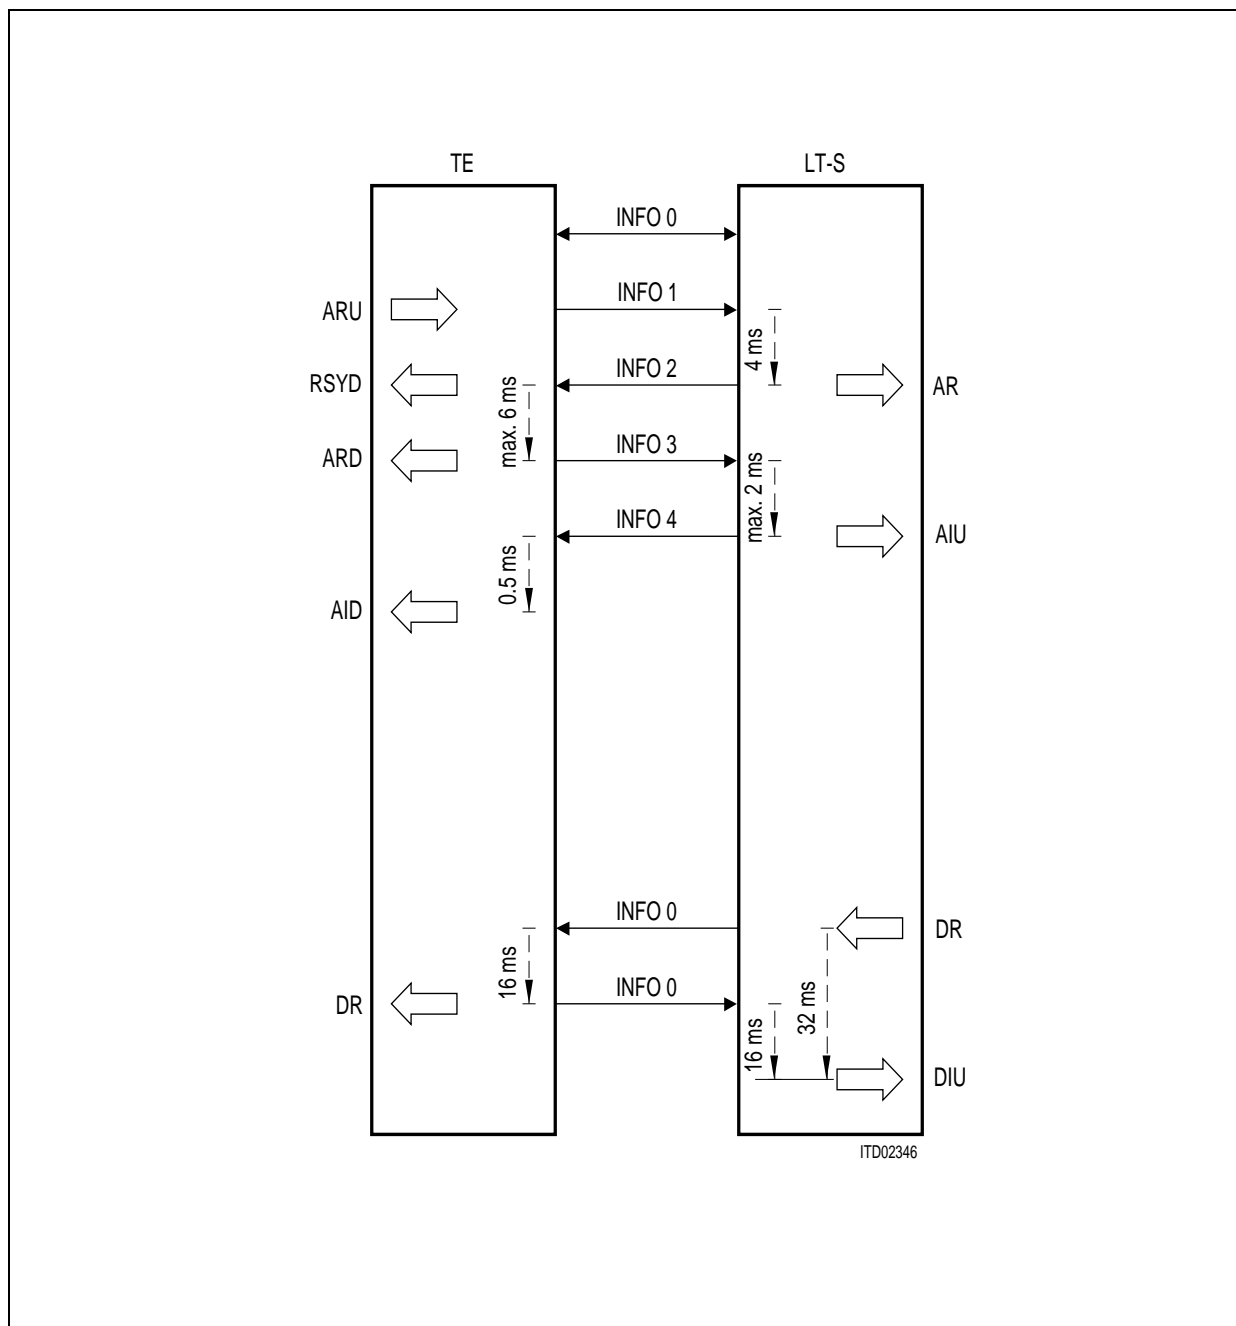 TE
LT-S
INFO 0
ARU
INFO 1
4 ms
RSYD
INFO 2
AR
max. 6 ms
ARD
INFO 3
max. 2 ms
INFO 4
AIU
0.5 ms
AID
INFO 0
DR
16 ms
32 ms
DR
INFO 0
16 ms
DIU
ITD02346